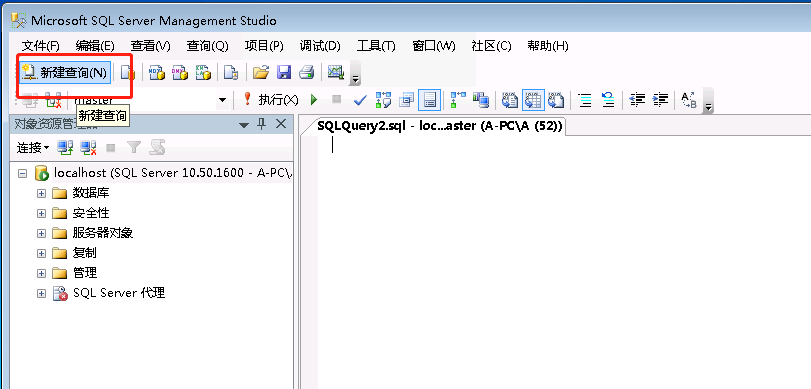 Microsoft SQL Server Management Studio
文件(F) 编辑(E) 查看(V) 查询(Q) 项目(P) 调试(D) 工具(T) 窗口(W) 社区(C) 帮助(H)
新建查询(N)
master 执行(X)
新建查询
对象资源管理器
SQLQuery2.sql - loc...aster (A-PC\A (52))
连接
localhost (SQL Server 10.50.1600 - A-PC\
数据库
安全性
服务器对象
复制
管理
SQL Server 代理